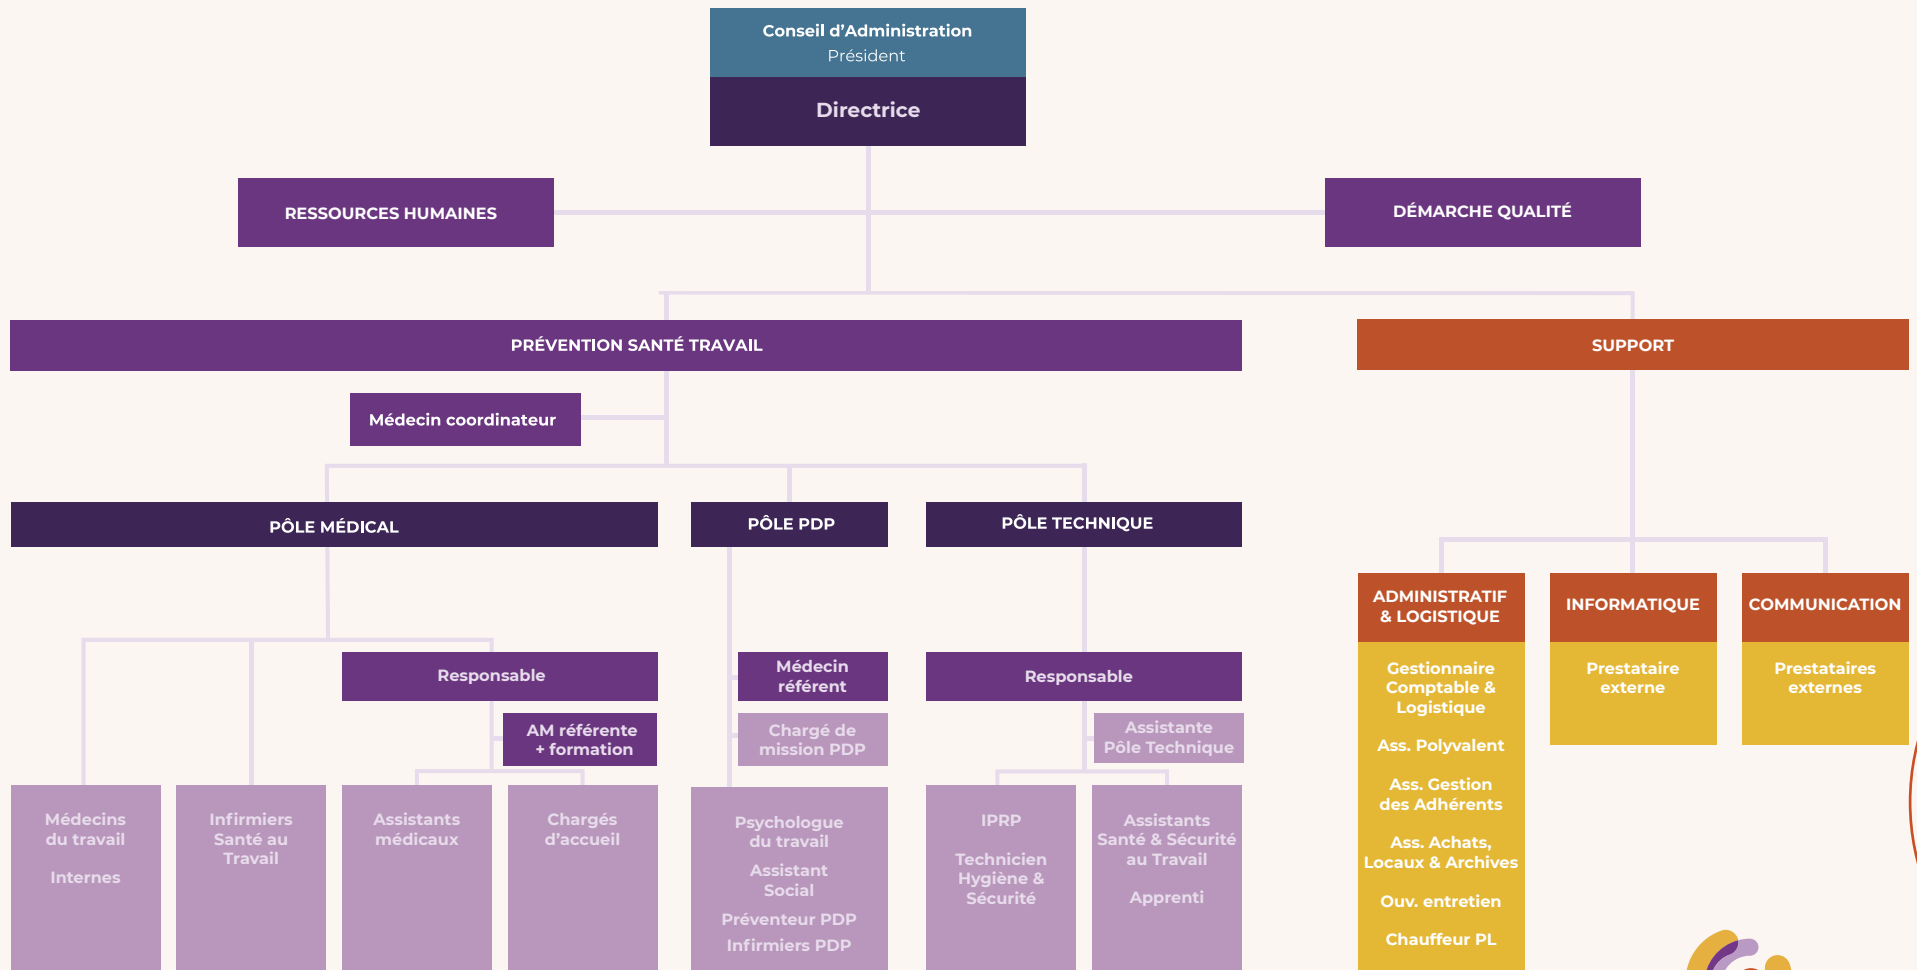 Conseil d'Administration
Président
Directrice
RESSOURCES HUMAINES
DÉMARCHE QUALITÉ
PRÉVENTION SANTÉ TRAVAIL
SUPPORT
Médecin coordinateur
PÔLE MÉDICAL
PÔLE PDP
PÔLE TECHNIQUE
Responsable
AM référente
+ formation
Médecins
du travail
Internes
Infirmiers
Santé au
Travail
Assistants
médicaux
Chargés
d'accueil
Médecin
référent
Chargé de
mission PDP
Psychologue
du travail
Assistant
Social
Préventeur PDP
Infirmiers PDP
Responsable
Assistante
Pôle Technique
IPRP
Technicien
Hygiène &
Sécurité
Assistants
Santé & Sécurité
au Travail
Apprenti
ADMINISTRATIF
& LOGISTIQUE
Gestionnaire
Comptable &
Logistique
Ass. Polyvalent
Ass. Gestion
des Adhérents
Ass. Achats,
Locaux & Archives
Ouv. entretien
Chauffeur PL
INFORMATIQUE
Prestataire
externe
COMMUNICATION
Prestataires
externes